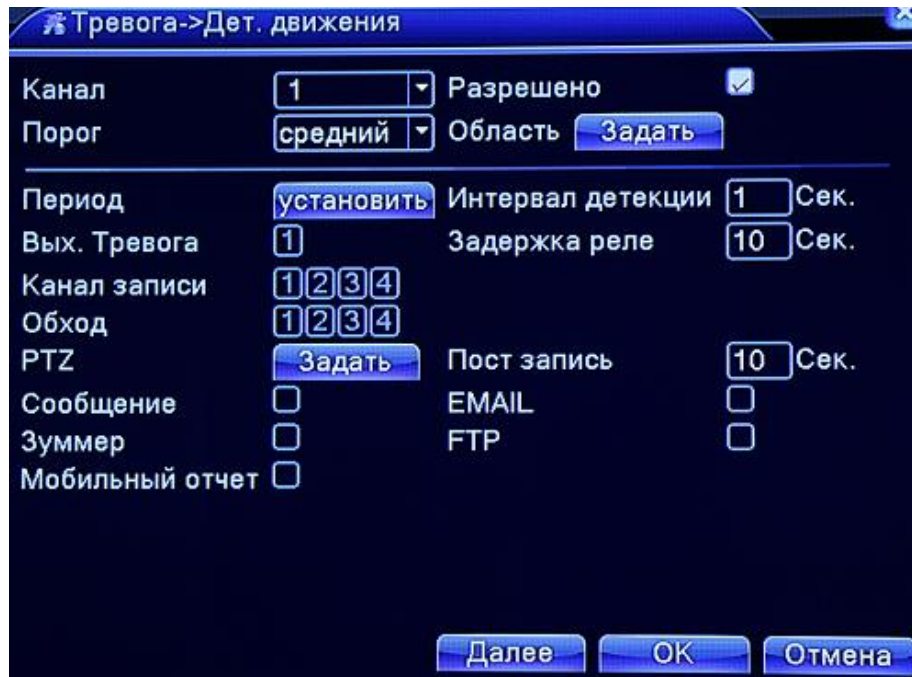 Тревога->Дет. движения
Канал 1 Разрешено
Порог средний Область Задать
Период установить Интервал детекции 1 Сек.
Вых. Тревога 1 Задержка реле 10 Сек.
Канал записи 1 2 3 4
Обход 1 2 3 4
PTZ Задать Пост запись 10 Сек.
Сообщение EMAIL
Зуммер FTP
Мобильный отчет
Далее OK Отмена